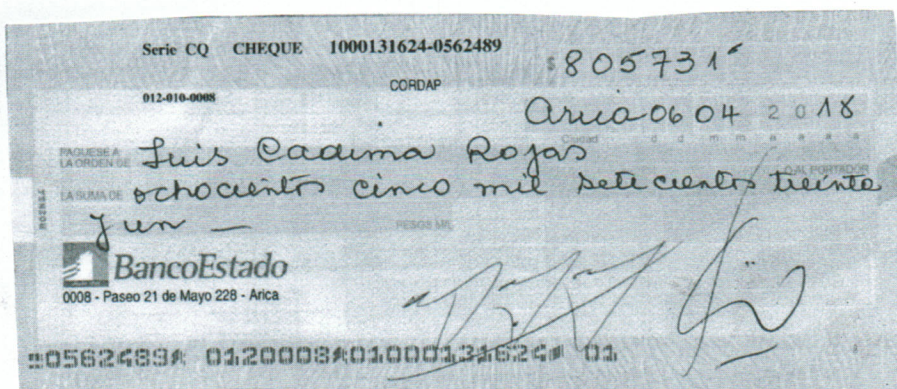 Serie CQ CHEQUE 1000131624-0562489
$ 805731
CORDAP
012-010-0008
Arica 06 04 2018
Ciudad d d m m a a a a
PAGUESE A
LA ORDEN DE Luis Cadima Rojas
O AL PORTADOR
LA SUMA DE ochocientos cinco mil setecientos treinta
y un —
PESOS M/L
BancoEstado
0008 - Paseo 21 de Mayo 228 - Arica
0562489 0120008 01000131624 01